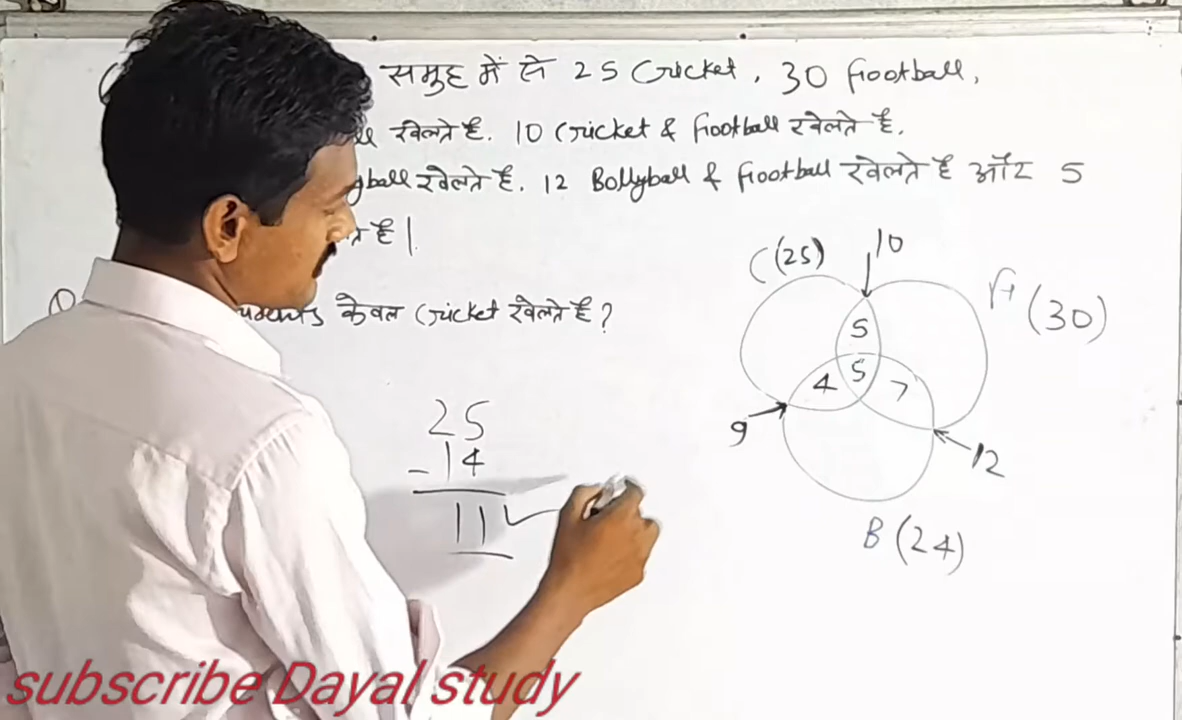 समुह में से 25 Cricket, 30 football,
खेलते है. 10 Cricket & football खेलते है.
ball खेलते है. 12 Bollyball & football खेलते है और 5
है।
केवल Cricket खेलते है?
C (25)
10
F (30)
5
4 5 7
9
12
B (24)
25
- 14
11
subscribe Dayal study